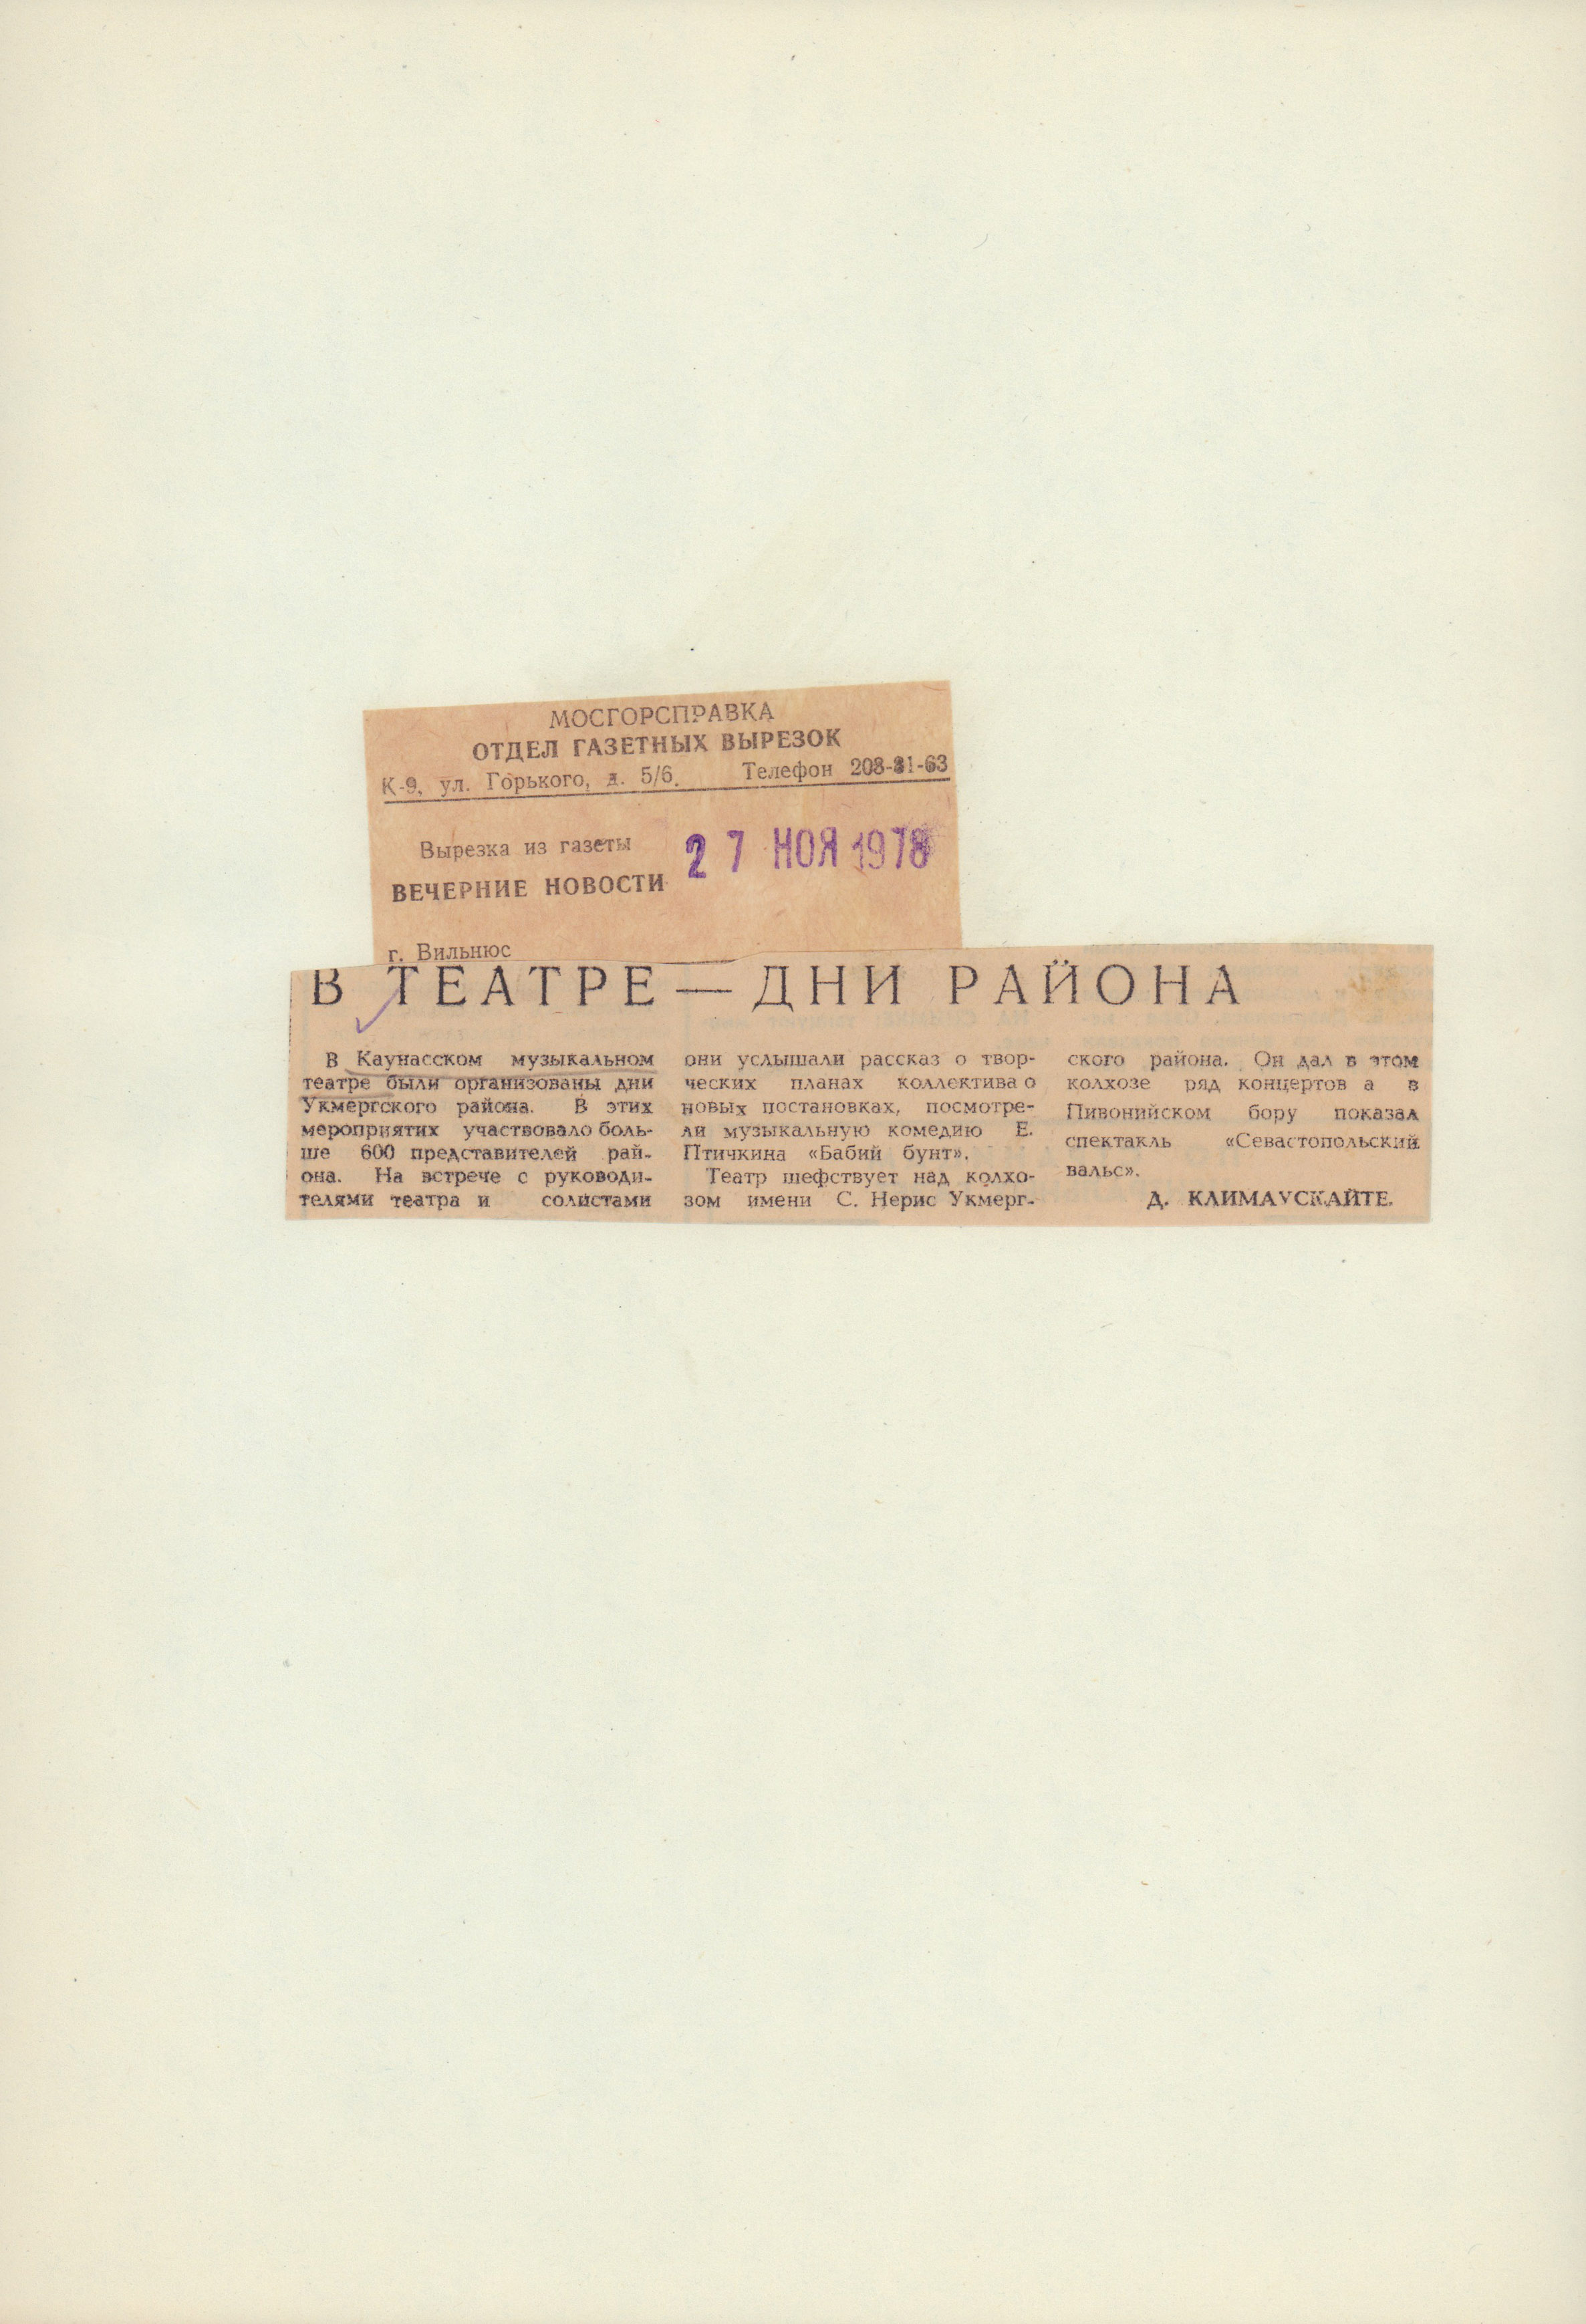 МОСГОРСПРАВКА
ОТДЕЛ ГАЗЕТНЫХ ВЫРЕЗОК
К-9, ул. Горького, д. 5/6. Телефон 203-81-63
Вырезка из газеты
ВЕЧЕРНИЕ НОВОСТИ
27 НОЯ 1978
г. Вильнюс
В ТЕАТРЕ — ДНИ РАЙОНА
В Каунасском музыкальном
театре были организованы дни
Укмергского района. В этих
мероприятих участвовало боль-
ше 600 представителей рай-
она. На встрече с руководи-
телями театра и солистами
они услышали рассказ о твор-
ческих планах коллектива о
новых постановках, посмотре-
ли музыкальную комедию Е.
Птичкина «Бабий бунт».
Театр шефствует над колхо-
зом имени С. Нерис Укмерг-
ского района. Он дал в этом
колхозе ряд концертов а в
Пивонийском бору показал
спектакль «Севастопольский
вальс».
Д. КЛИМАУСКАЙТЕ.